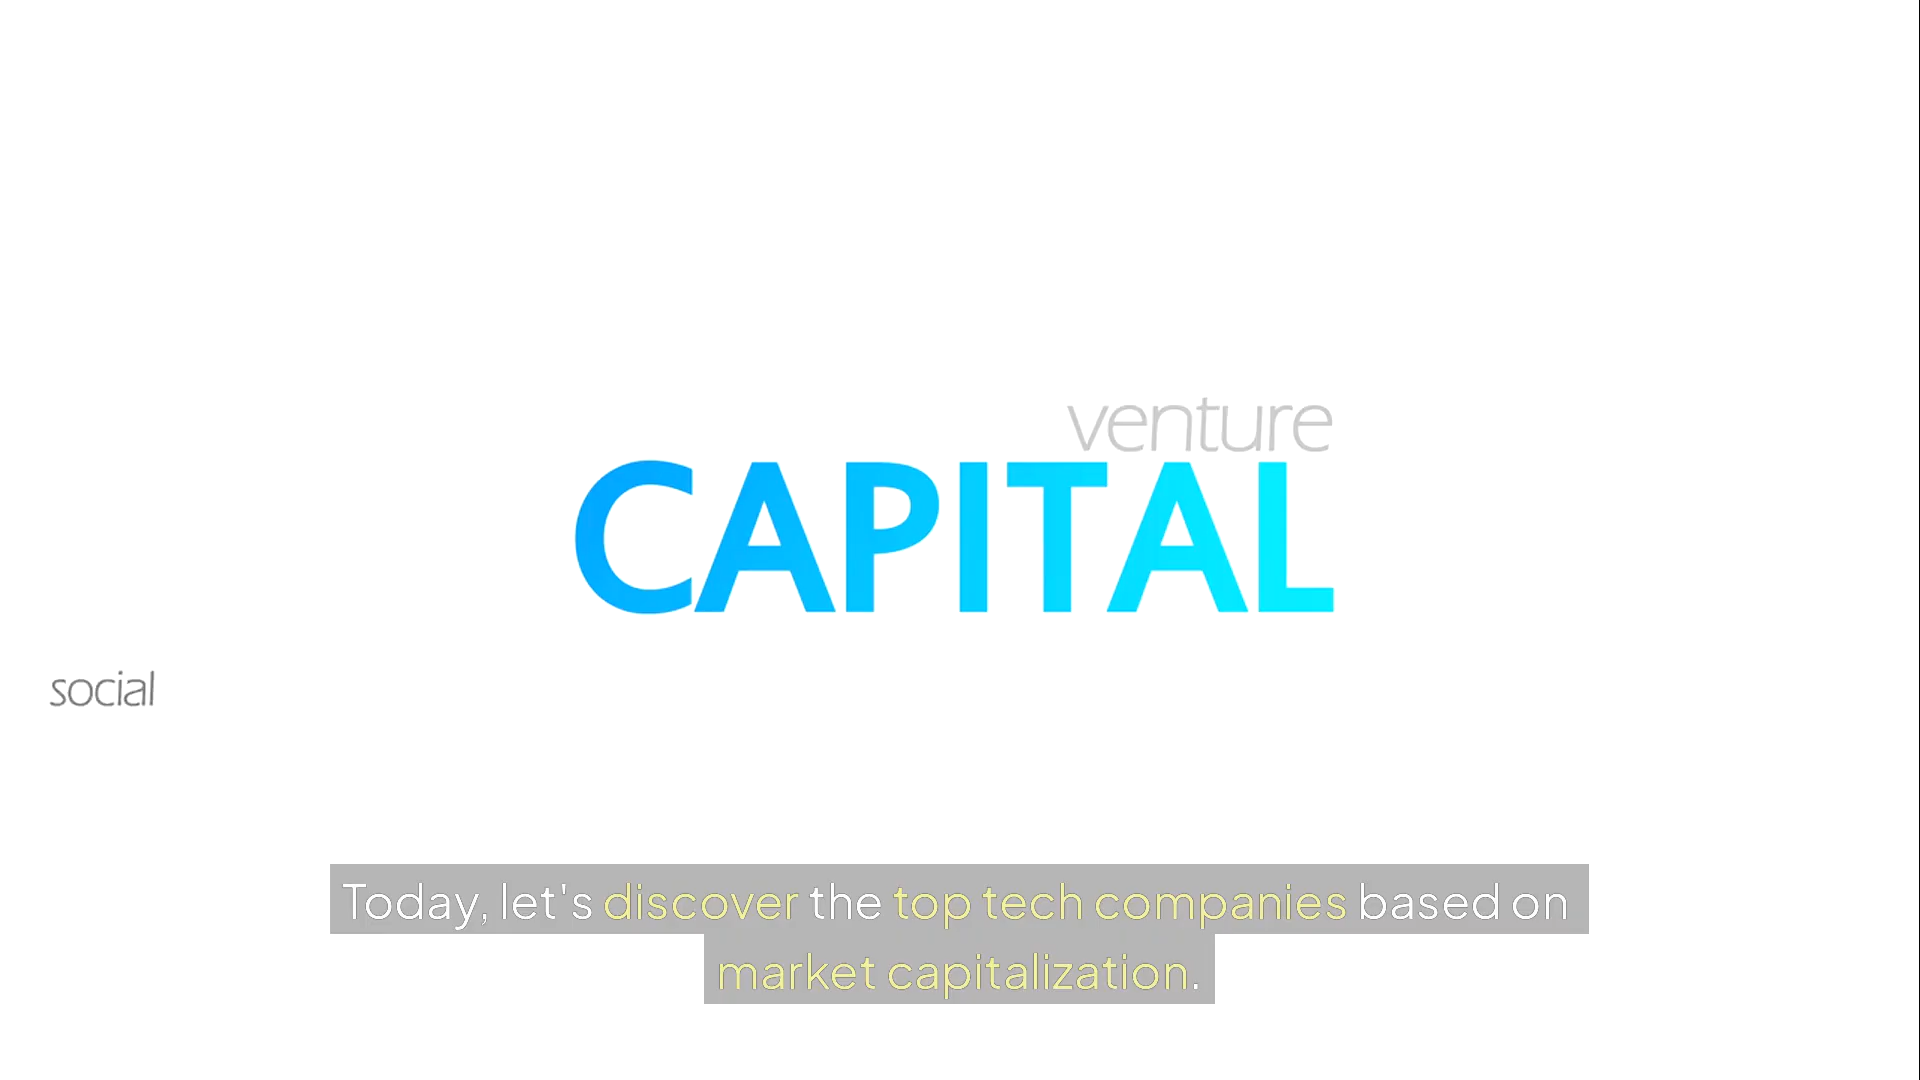 venture
CAPITAL
social
Today, let's discover the top tech companies based on
market capitalization.